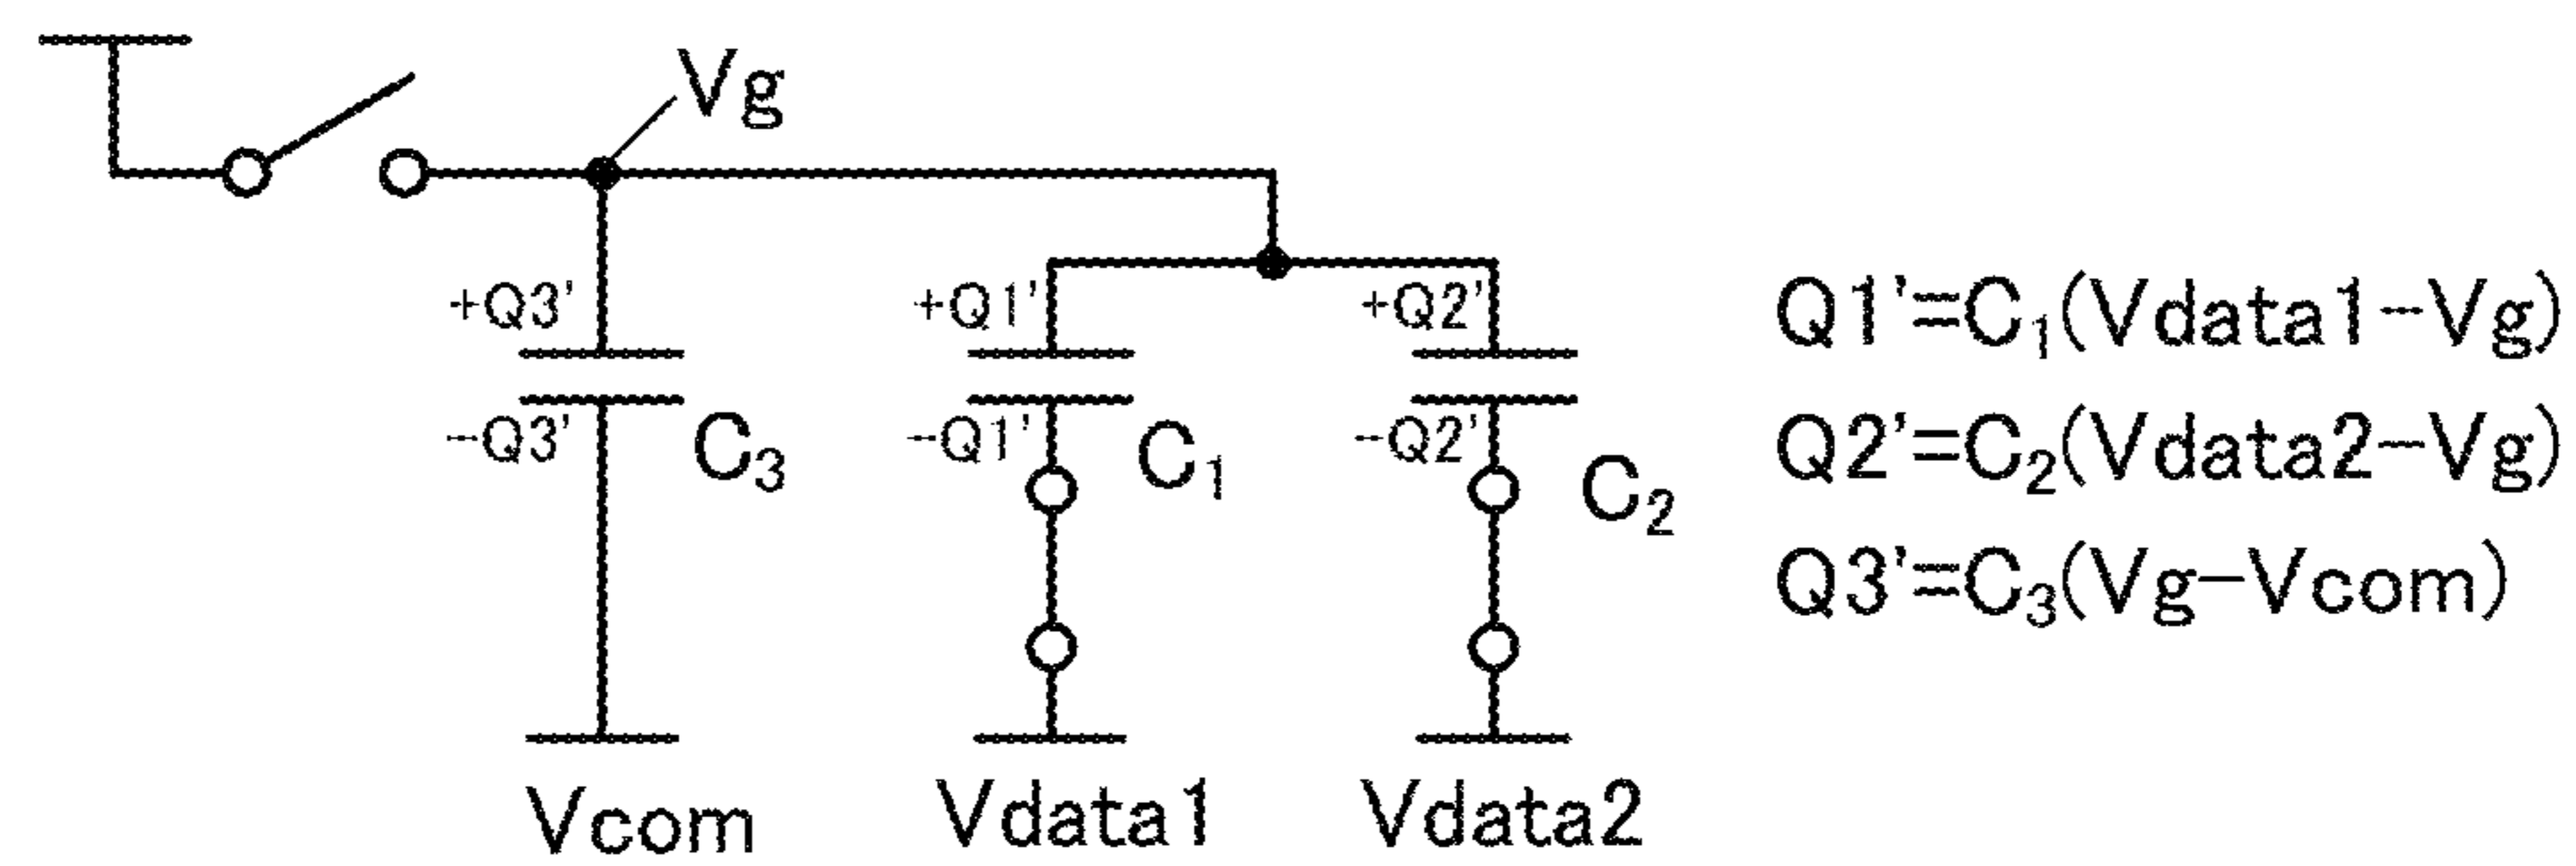 Vg
+Q3' +Q1' +Q2'
-Q3' C₃ -Q1' C₁ -Q2' C₂
Vcom Vdata1 Vdata2
Q1'=C₁(Vdata1-Vg)
Q2'=C₂(Vdata2-Vg)
Q3'=C₃(Vg-Vcom)